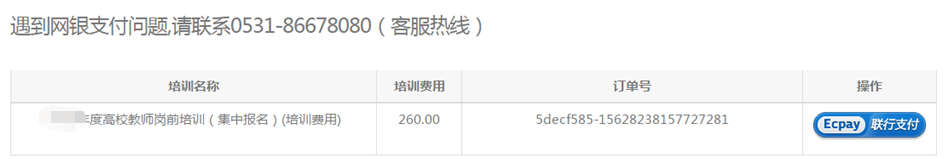 遇到网银支付问题,请联系0531-86678080（客服热线）
培训名称 培训费用 订单号 操作
年度高校教师岗前培训（集中报名）(培训费用) 260.00 5decf585-15628238157727281 Ecpay 联行支付